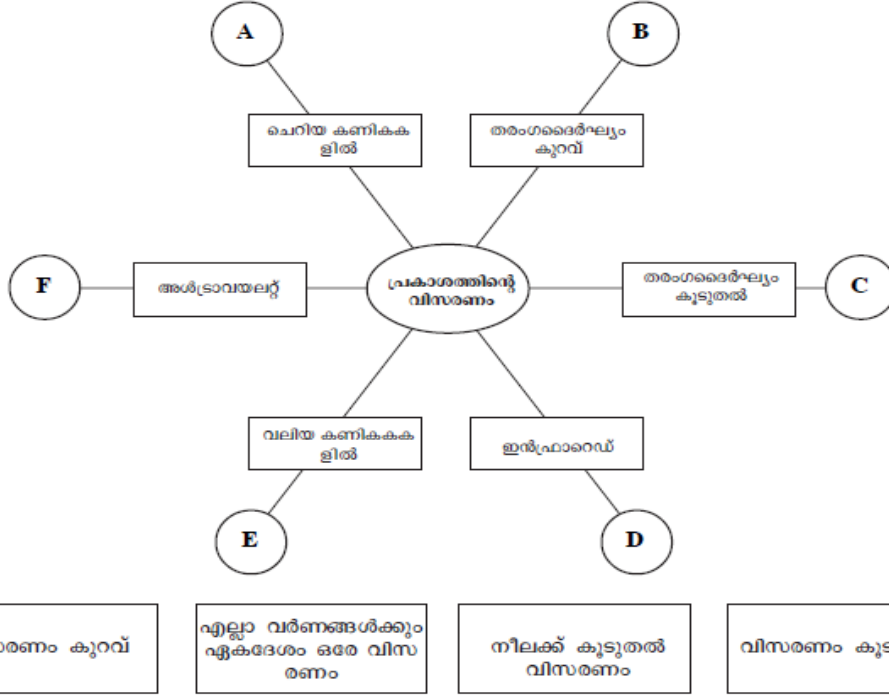 A
B
ചെറിയ കണികക
ളിൽ
തരംഗദൈർഘ്യം
കുറവ്
F
അൾട്രാവയലറ്റ്
പ്രകാശത്തിന്റെ
വിസരണം
തരംഗദൈർഘ്യം
കൂടുതൽ
C
വലിയ കണികകക
ളിൽ
ഇൻഫ്രാറെഡ്
E
D
രണം കുറവ്
എല്ലാ വർണങ്ങൾക്കും
ഏകദേശം ഒരേ വിസ
രണം
നീലക്ക് കൂടുതൽ
വിസരണം
വിസരണം കൂട